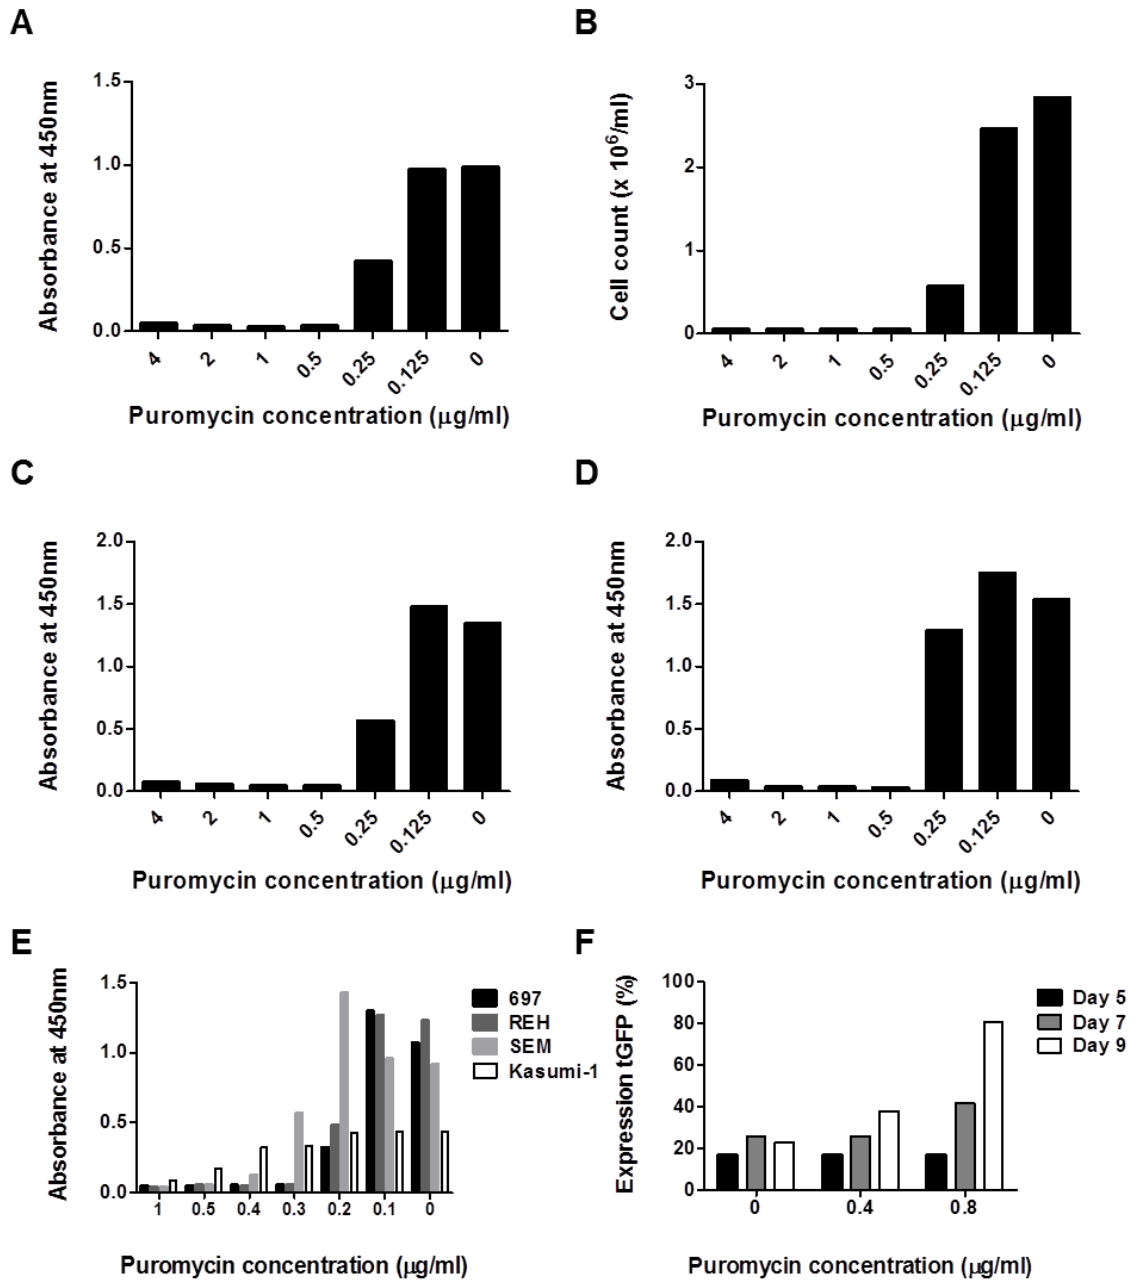 A
Absorbance at 450nm
1.5
1.0
0.5
0.0
4 2 1 0.5 0.25 0.125 0
Puromycin concentration (μg/ml)
B
Cell count (x 10⁶/ml)
3
2
1
0
4 2 1 0.5 0.25 0.125 0
Puromycin concentration (μg/ml)
C
Absorbance at 450nm
2.0
1.5
1.0
0.5
0.0
4 2 1 0.5 0.25 0.125 0
Puromycin concentration (μg/ml)
D
Absorbance at 450nm
2.0
1.5
1.0
0.5
0.0
4 2 1 0.5 0.25 0.125 0
Puromycin concentration (μg/ml)
E
Absorbance at 450nm
1.5
1.0
0.5
0.0
1 0.5 0.4 0.3 0.2 0.1 0
Puromycin concentration (μg/ml)
697
REH
SEM
Kasumi-1
F
Expression tGFP (%)
100
80
60
40
20
0
0 0.4 0.8
Puromycin concentration (μg/ml)
Day 5
Day 7
Day 9